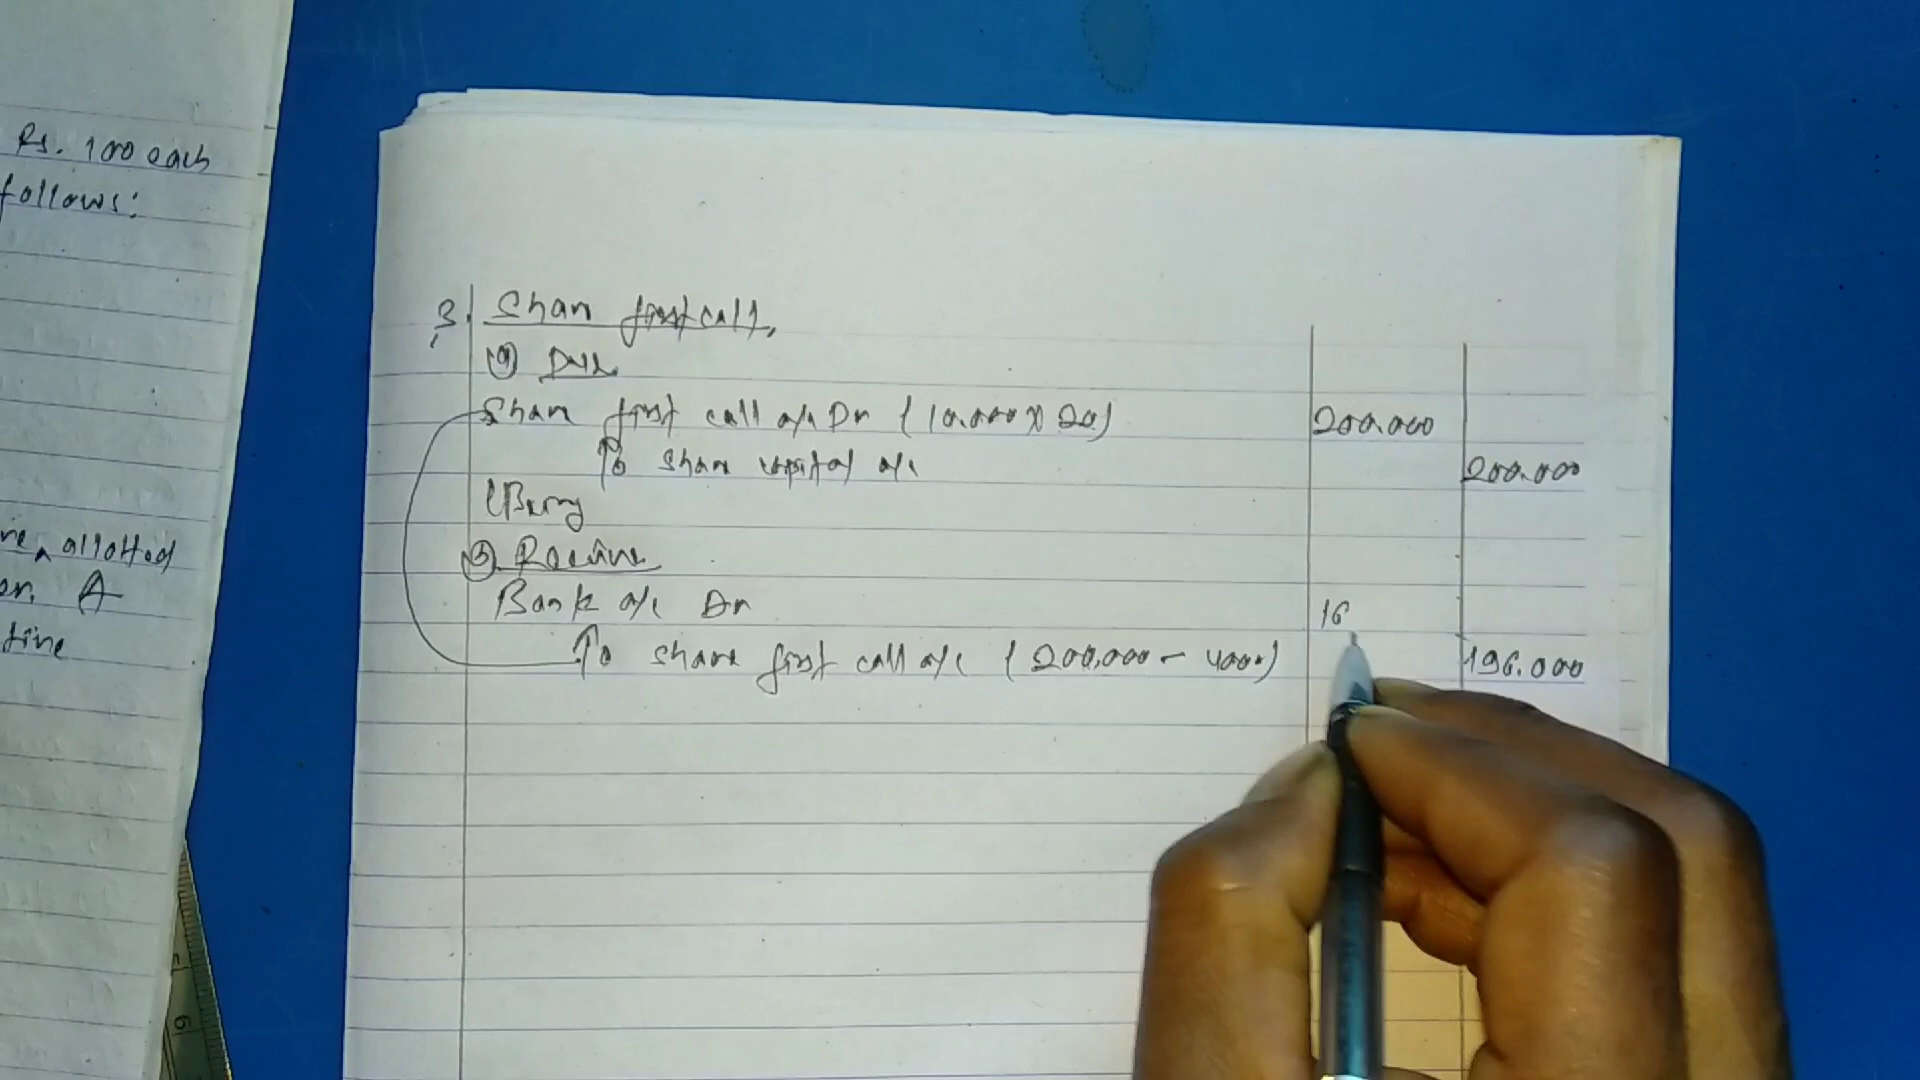 Rs. 100 each
follows:
allotted
A
fine
3. Share first call,
(a) Due
Share first call a/c Dr (10,000 X 20) 200.000
To share capital a/c 200.000
(Being
(b) Receive
Bank a/c Dr 16
To share first call a/c (200,000 - 4000) 196.000
6